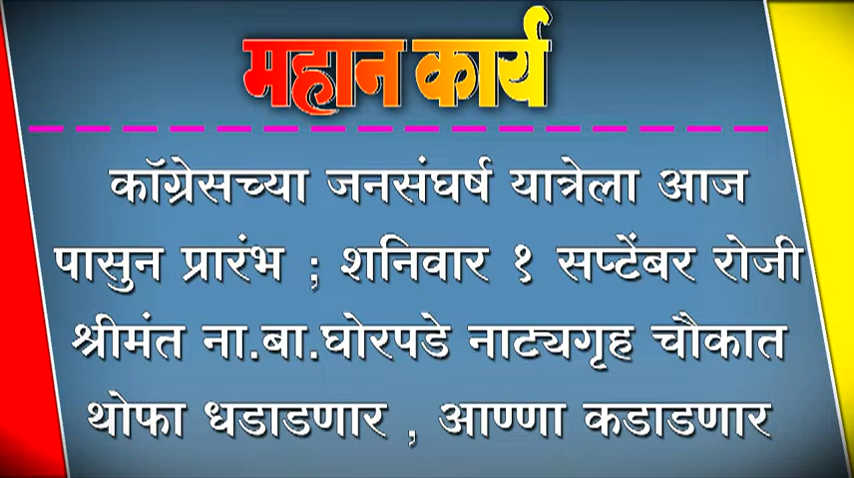 महान कार्य
कॉग्रेसच्या जनसंघर्ष यात्रेला आज
पासुन प्रारंभ ; शनिवार १ सप्टेंबर रोजी
श्रीमंत ना.बा.घोरपडे नाट्यगृह चौकात
थोफा धडाडणार , आण्णा कडाडणार